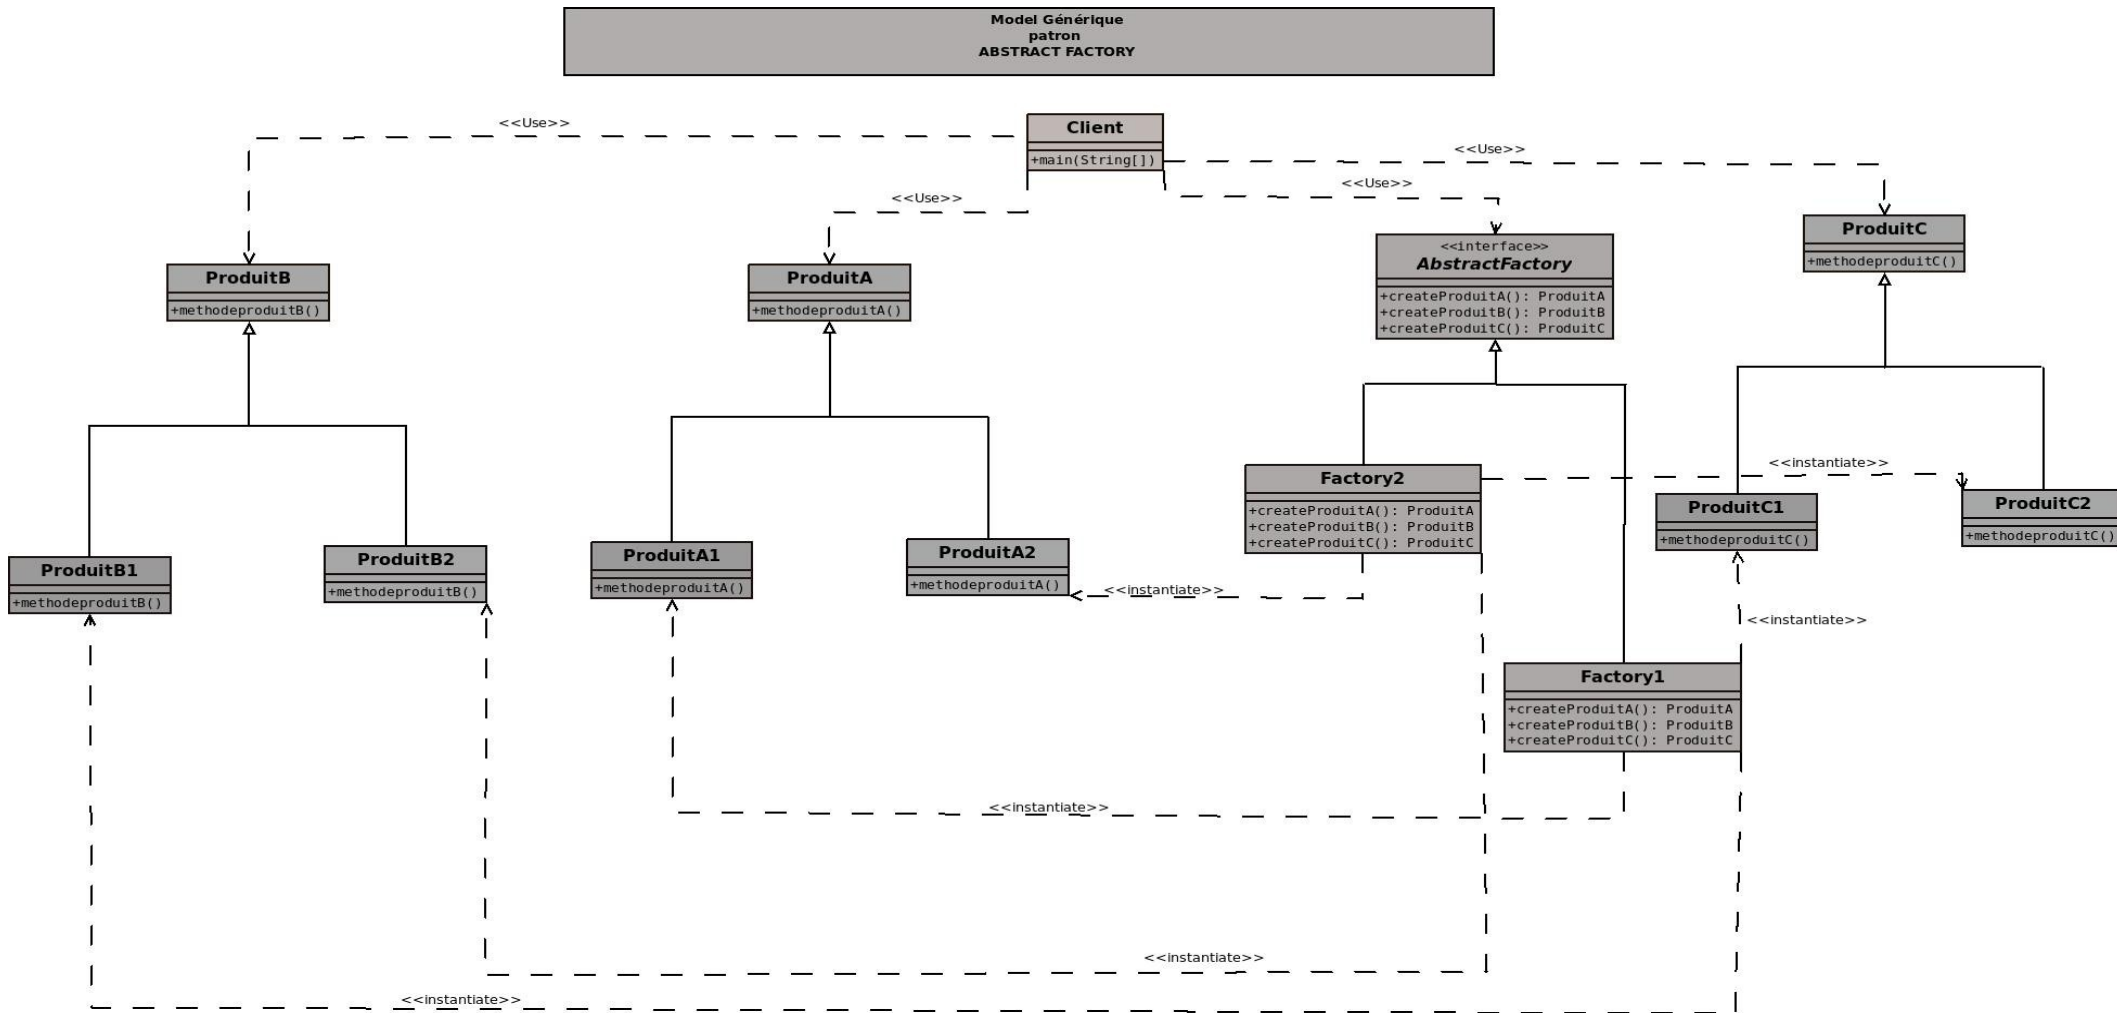 Model Générique
patron
ABSTRACT FACTORY
Client
+main(String[])
<<Use>>
<<Use>>
<<Use>>
<<Use>>
ProduitB
+methodeproduitB()
ProduitA
+methodeproduitA()
<<interface>>
AbstractFactory
+createProduitA(): ProduitA
+createProduitB(): ProduitB
+createProduitC(): ProduitC
ProduitC
+methodeproduitC()
ProduitB1
+methodeproduitB()
ProduitB2
+methodeproduitB()
ProduitA1
+methodeproduitA()
ProduitA2
+methodeproduitA()
Factory2
+createProduitA(): ProduitA
+createProduitB(): ProduitB
+createProduitC(): ProduitC
<<instantiate>>
ProduitC1
+methodeproduitC()
ProduitC2
+methodeproduitC()
<<instantiate>>
<<instantiate>>
Factory1
+createProduitA(): ProduitA
+createProduitB(): ProduitB
+createProduitC(): ProduitC
<<instantiate>>
<<instantiate>>
<<instantiate>>